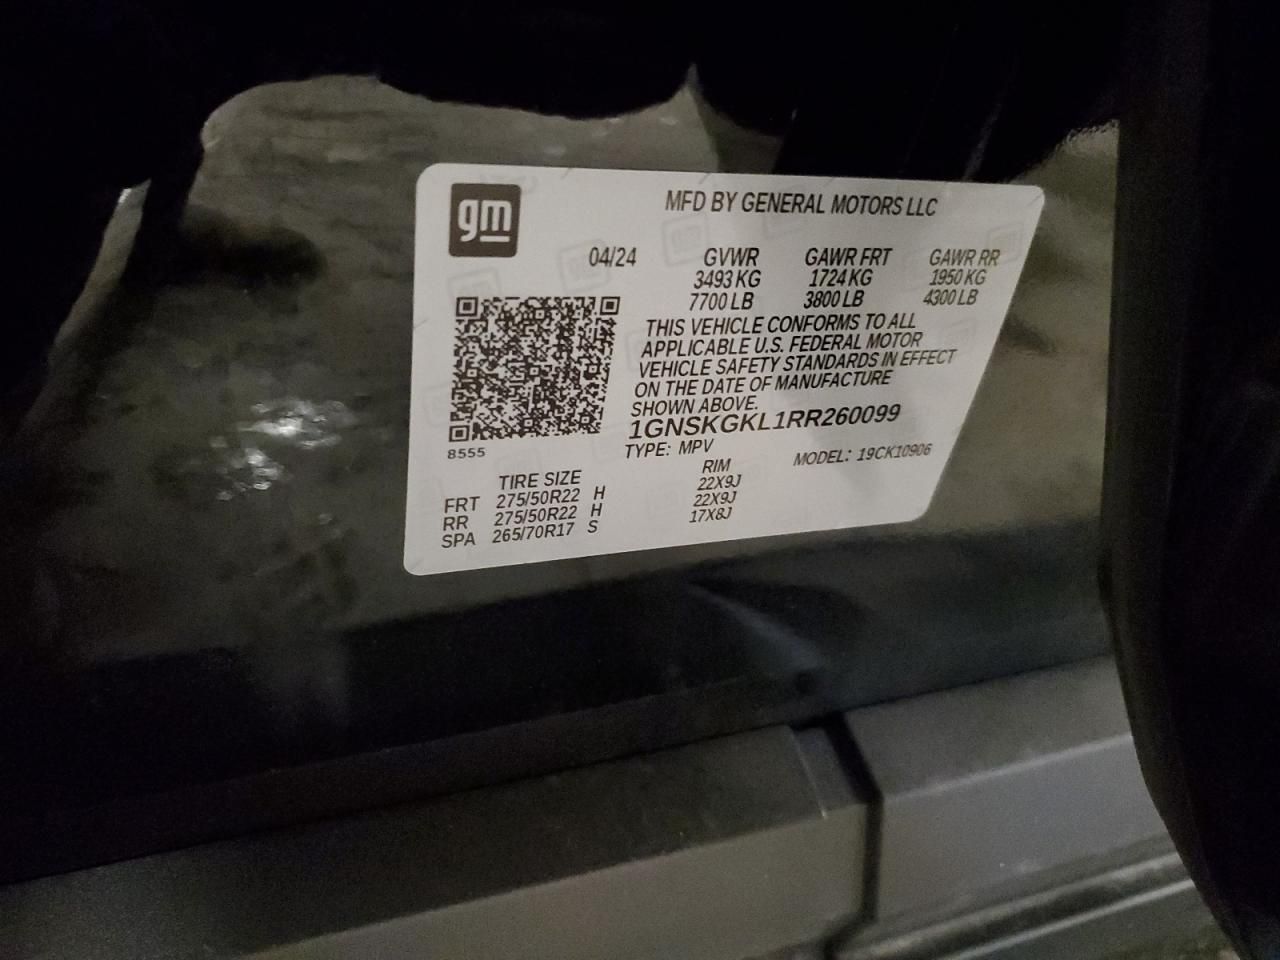 gm
MFD BY GENERAL MOTORS LLC
04/24 GVWR GAWR FRT GAWR RR
3493 KG 1724 KG 1950 KG
7700 LB 3800 LB 4300 LB
THIS VEHICLE CONFORMS TO ALL
APPLICABLE U.S. FEDERAL MOTOR
VEHICLE SAFETY STANDARDS IN EFFECT
ON THE DATE OF MANUFACTURE
SHOWN ABOVE.
1GNSKGKL1RR260099
8555
TYPE: MPV MODEL: 19CK10906
TIRE SIZE RIM
FRT 275/50R22 H 22X9J
RR 275/50R22 H 22X9J
SPA 265/70R17 S 17X8J